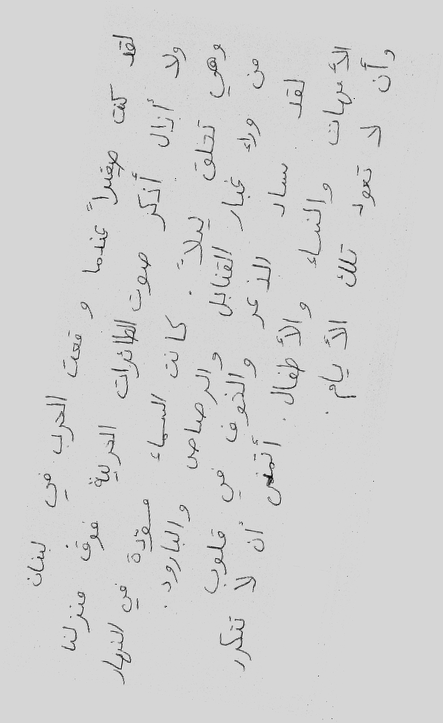 لقد كنت صغيراً عندما وقعت الحرب في لبنان
ولا أزال أذكر صوت الطائرات الحربية فوق منزلنا
وهي تحلق ليلاً. كانت السماء مسودّة في النهار
من وراء غبار القنابل والرصاص والبارود.
لقد ساد الذعر والخوف في قلوب
الأمهات والنساء والأطفال. أتمنى أن لا تتكرر
وأن لا تعود تلك الأيام.